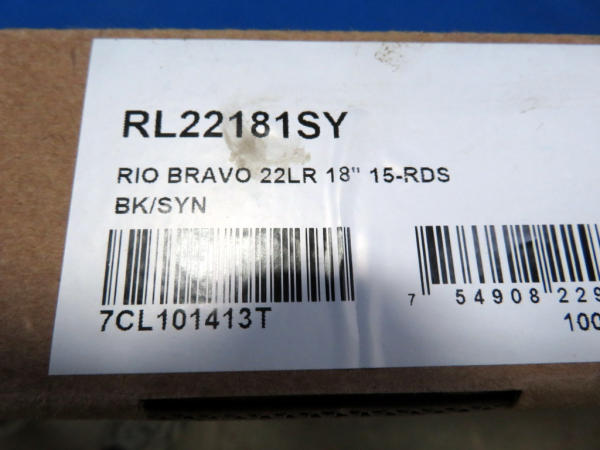 RL22181SY
RIO BRAVO 22LR 18" 15-RDS
BK/SYN
7CL101413T
7 54908 229
100